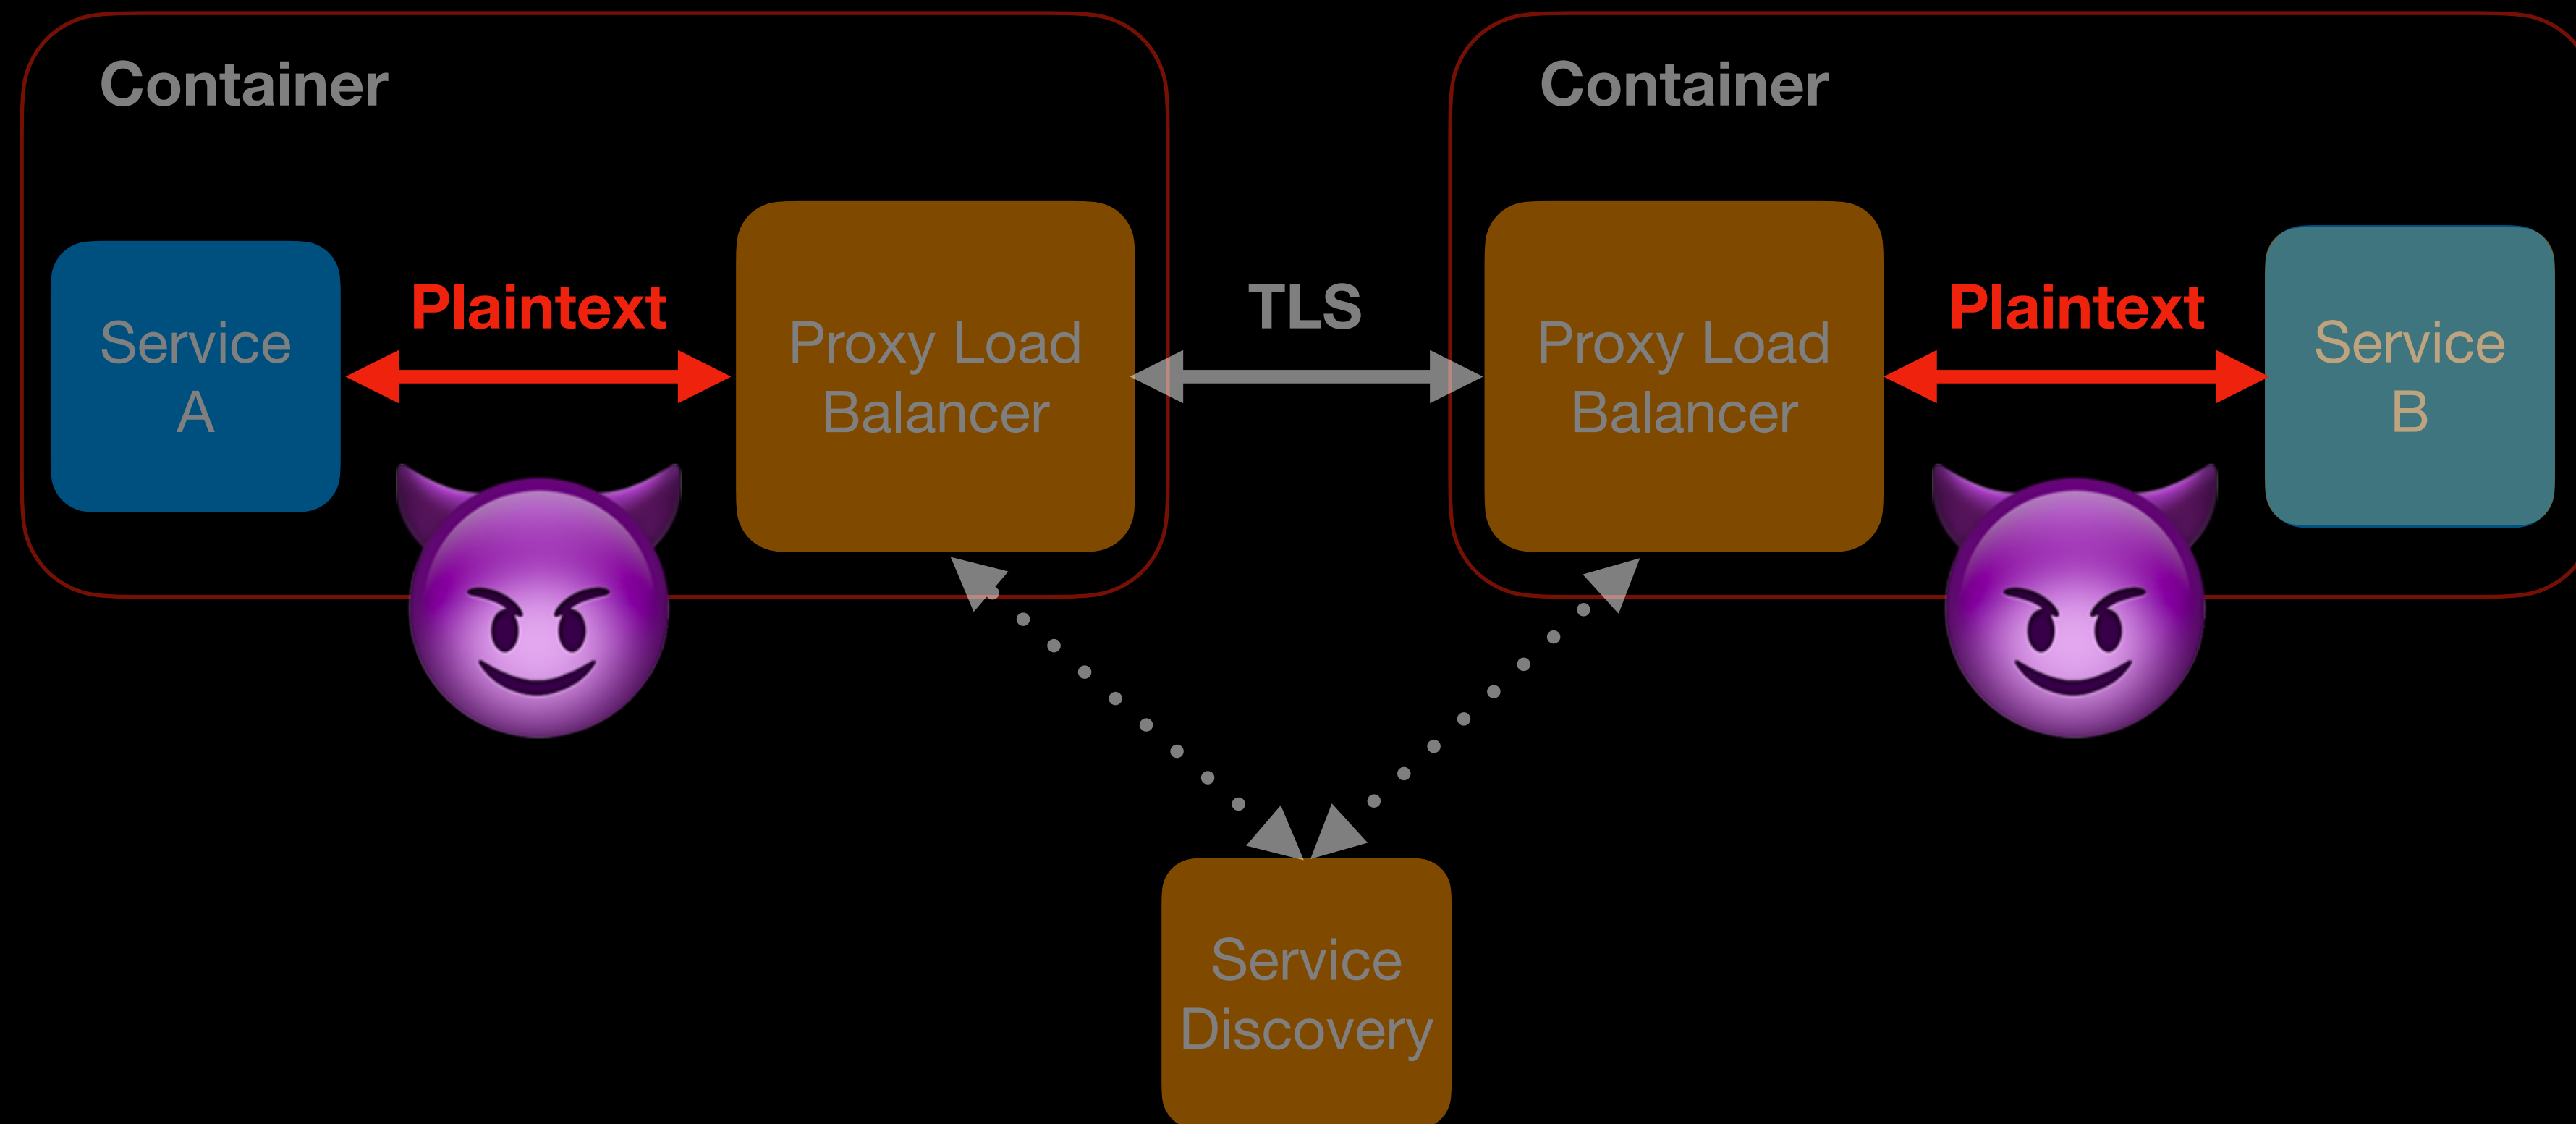 Container
Container
Service
A
Plaintext
Proxy Load
Balancer
TLS
Proxy Load
Balancer
Plaintext
Service
B
Service
Discovery